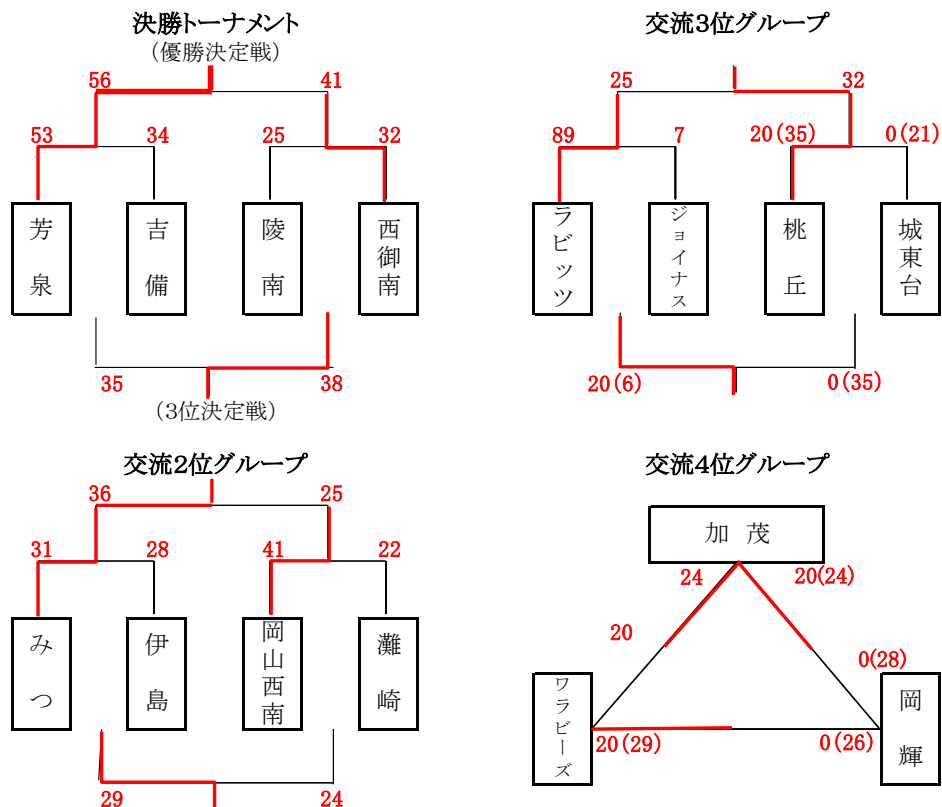 決勝トーナメント
(優勝決定戦)
56
41
53
34
25
32
芳泉
吉備
陵南
西御南
35
38
(3位決定戦)
交流3位グループ
25
32
89
7
20(35)
0(21)
ラビッツ
ジョイナス
桃丘
城東台
20(6)
0(35)
交流2位グループ
36
25
31
28
41
22
みつ
伊島
岡山西南
灘崎
29
24
交流4位グループ
加茂
24
20(24)
20
0(28)
ワラビーズ
岡輝
20(29)
0(26)